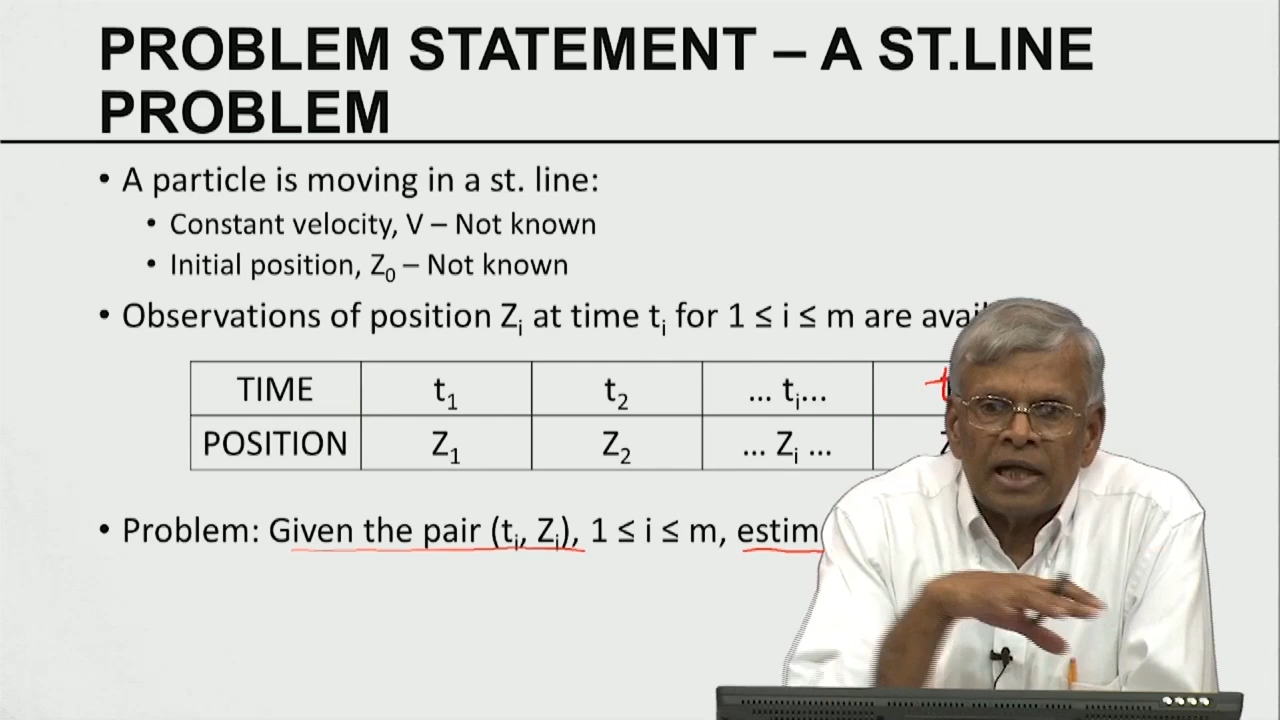 PROBLEM STATEMENT – A ST.LINE
PROBLEM
• A particle is moving in a st. line:
• Constant velocity, V – Not known
• Initial position, Z₀ – Not known
• Observations of position Zᵢ at time tᵢ for 1 ≤ i ≤ m are
TIME t₁ t₂ ... tᵢ...
POSITION Z₁ Z₂ ... Zᵢ ...
• Problem: Given the pair (tᵢ, Zᵢ), 1 ≤ i ≤ m,